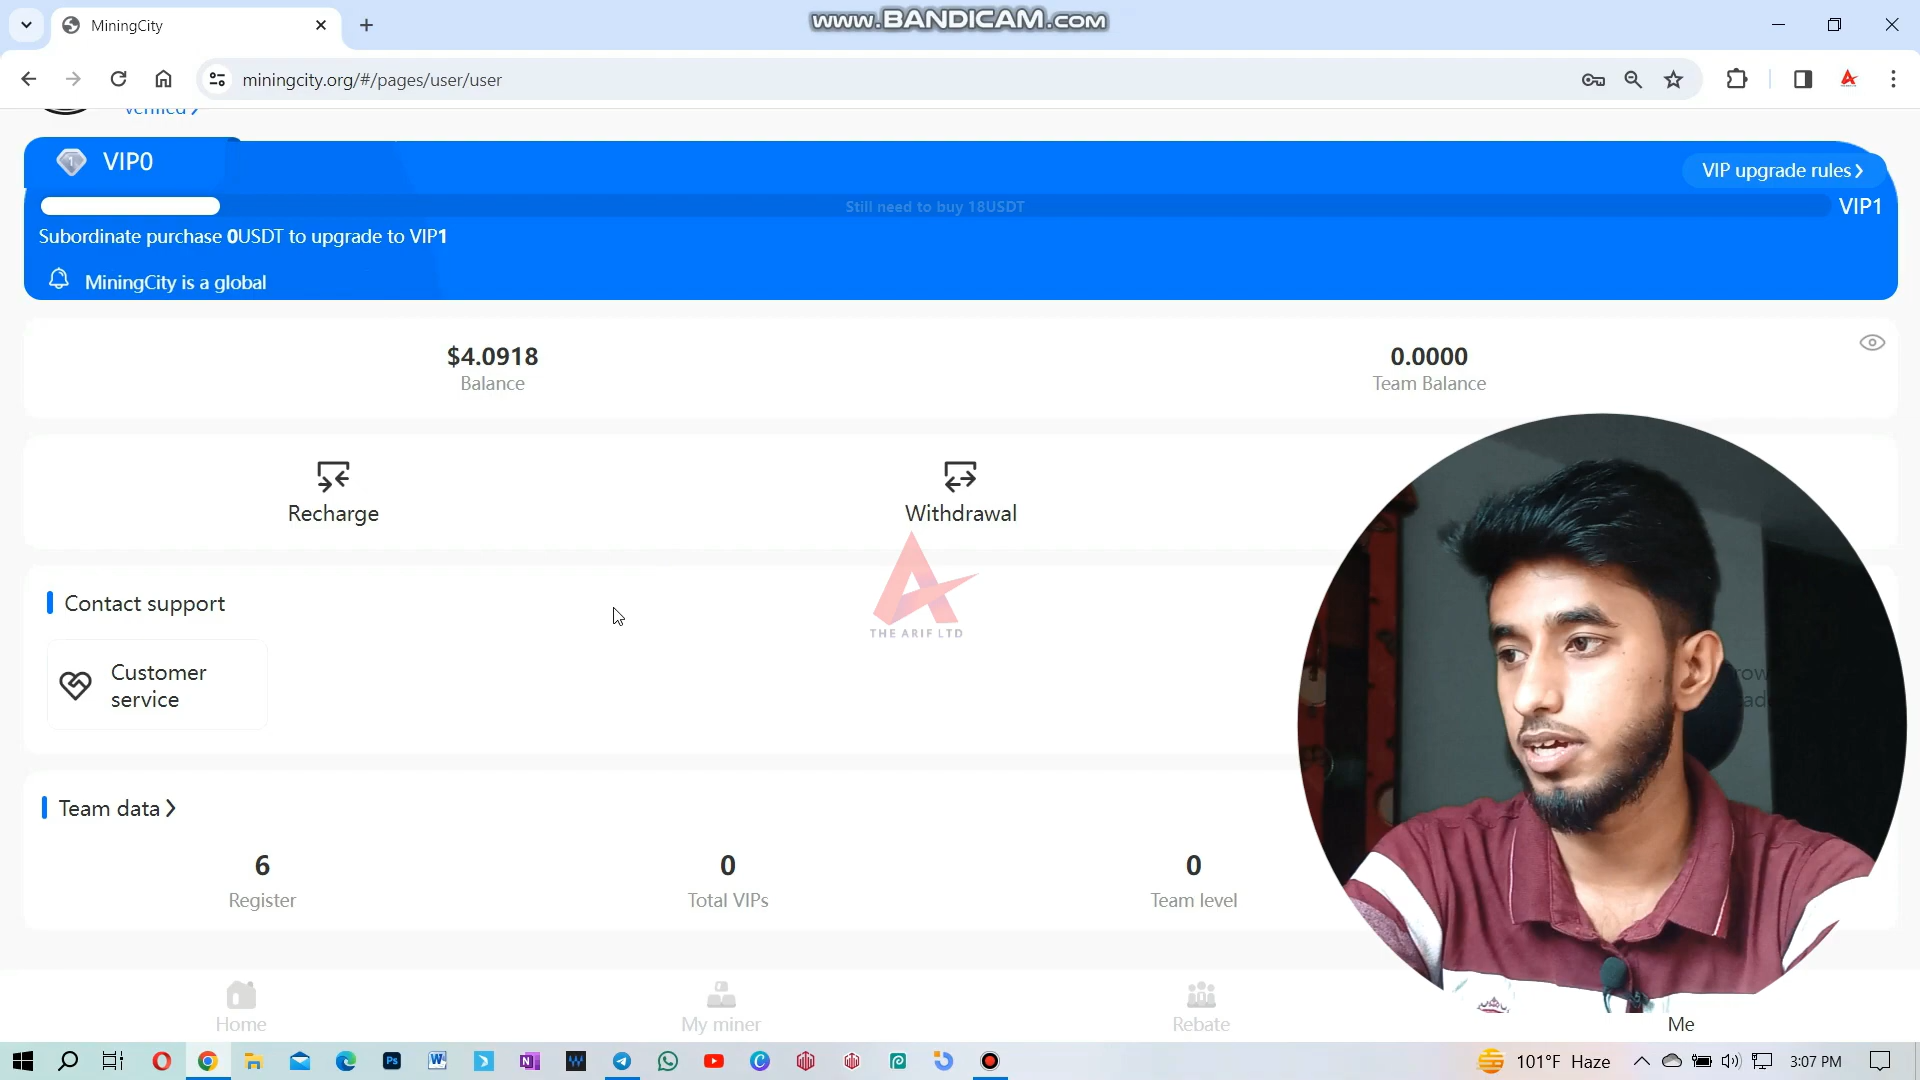 MiningCity
www.BANDICAM.com
miningcity.org/#/pages/user/user
verified >
VIP0
VIP upgrade rules >
Still need to buy 18USDT
VIP1
Subordinate purchase 0USDT to upgrade to VIP1
MiningCity is a global
$4.0918
0.0000
Balance
Team Balance
Recharge
Withdrawal
THE ARIF LTD
Contact support
Customer
service
Team data >
6
0
0
Register
Total VIPs
Team level
Home
My miner
Rebate
Me
101°F Haze
3:07 PM